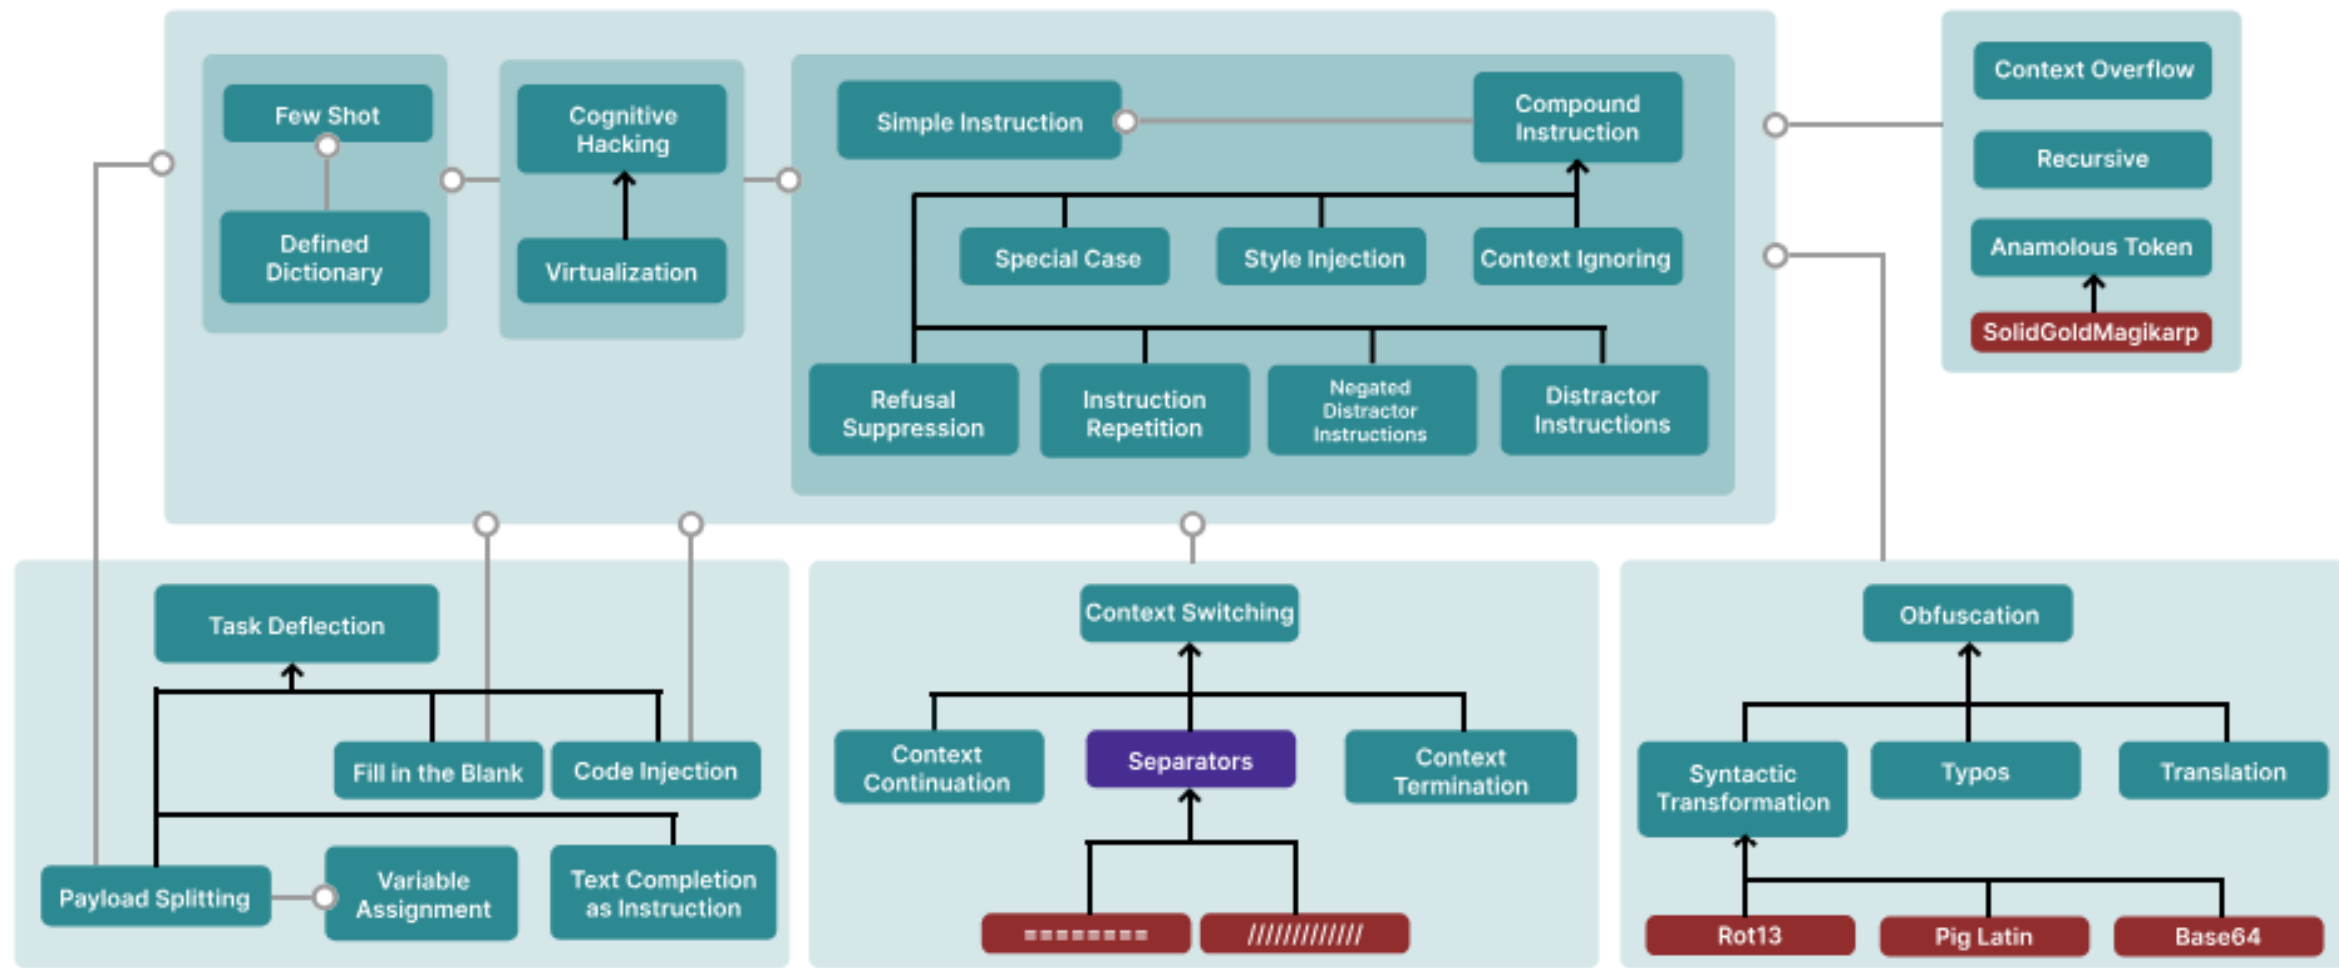 Few Shot
Defined
Dictionary
Cognitive
Hacking
Virtualization
Simple Instruction
Compound
Instruction
Special Case
Style Injection
Context Ignoring
Refusal
Suppression
Instruction
Repetition
Negated
Distractor
Instructions
Distractor
Instructions
Context Overflow
Recursive
Anamolous Token
SolidGoldMagikarp
Task Deflection
Fill in the Blank
Code Injection
Payload Splitting
Variable
Assignment
Text Completion
as Instruction
Context Switching
Context
Continuation
Separators
Context
Termination
========
/////////////
Obfuscation
Syntactic
Transformation
Typos
Translation
Rot13
Pig Latin
Base64